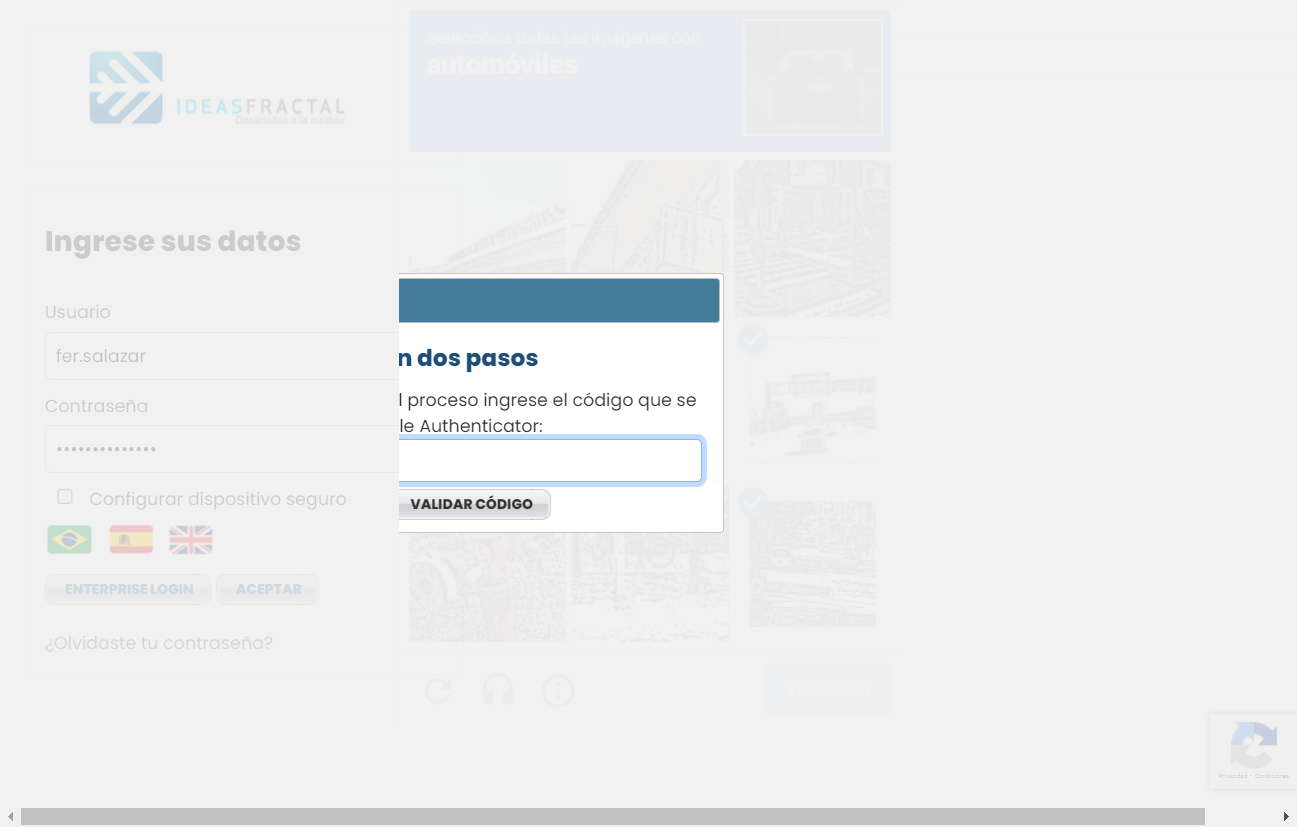 Selecciona todas las imágenes con
automóviles
IDEASFRACTAL
Desarrollos a la medida
Ingrese sus datos
Usuario
fer.salazar
Contraseña
••••••••••••••
Configurar dispositivo seguro
ENTERPRISE LOGIN
ACEPTAR
¿Olvidaste tu contraseña?
n dos pasos
l proceso ingrese el código que se
le Authenticator:
VALIDAR CÓDIGO
VERIFICAR
Privacidad - Condiciones